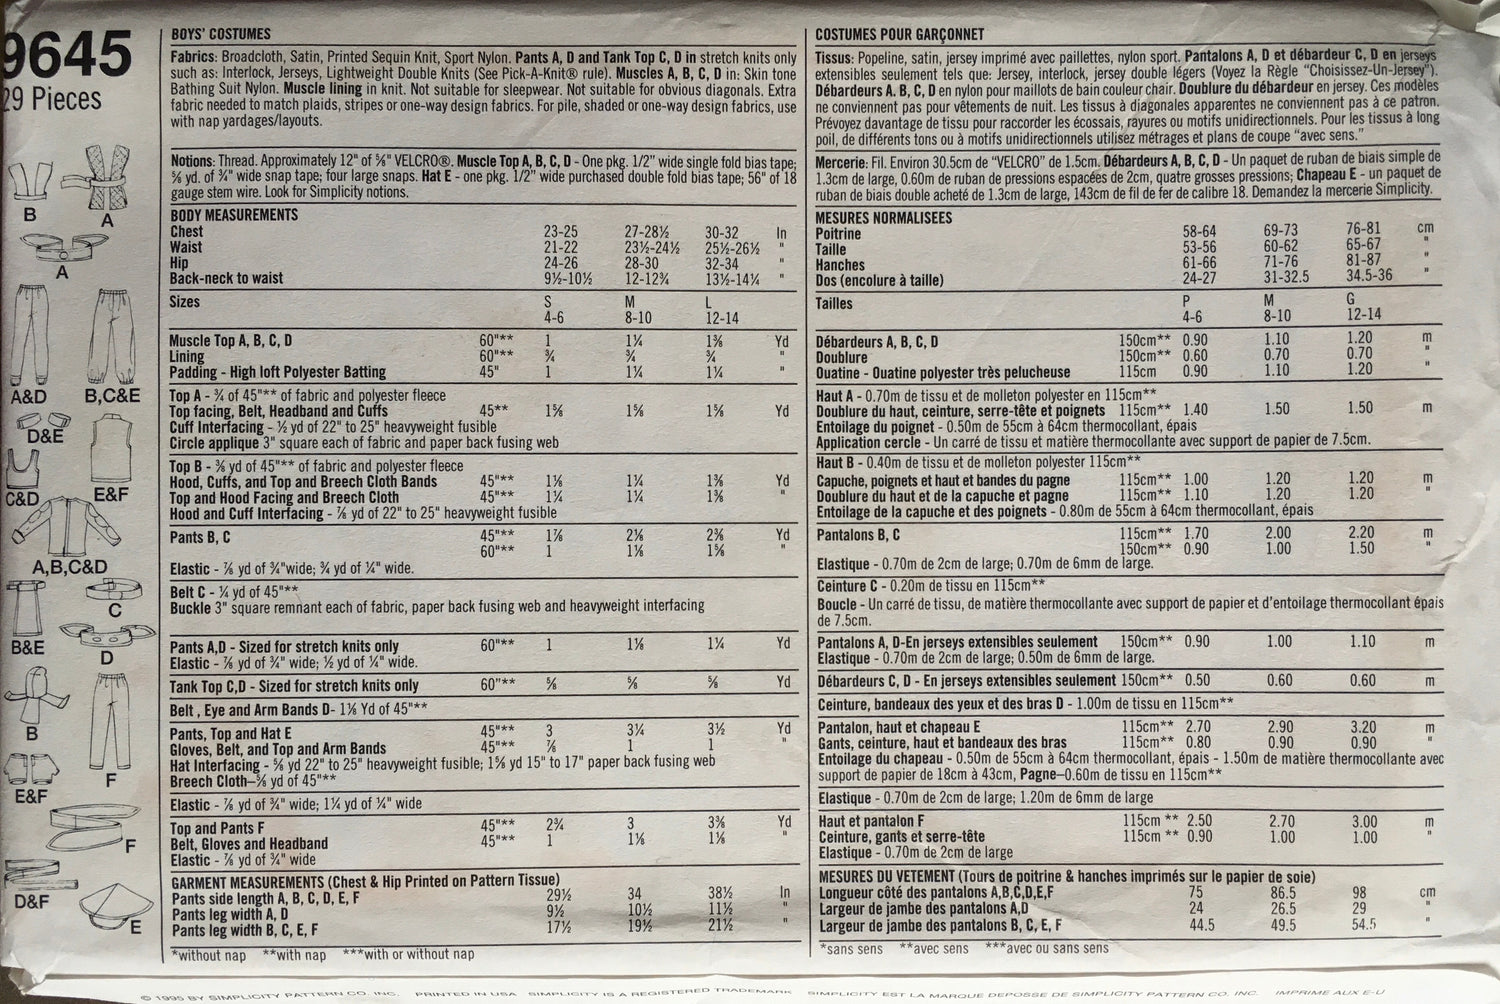 9645
29 Pieces
B
A
A
A&D
B,C&E
D&E
C&D
E&F
A,B,C&D
C
B&E
D
B
F
E&F
F
D&F
E
BOYS' COSTUMES
Fabrics: Broadcloth, Satin, Printed Sequin Knit, Sport Nylon. Pants A, D and Tank Top C, D in stretch knits only
such as: Interlock, Jerseys, Lightweight Double Knits (See Pick-A-Knit® rule). Muscles A, B, C, D in: Skin tone
Bathing Suit Nylon. Muscle lining in knit. Not suitable for sleepwear. Not suitable for obvious diagonals. Extra
fabric needed to match plaids, stripes or one-way design fabrics. For pile, shaded or one-way design fabrics, use
with nap yardages/layouts.
Notions: Thread. Approximately 12" of ⅝" VELCRO®. Muscle Top A, B, C, D - One pkg. 1/2" wide single fold bias tape;
⅝ yd. of ¾" wide snap tape; four large snaps. Hat E - one pkg. 1/2" wide purchased double fold bias tape; 56" of 18
gauge stem wire. Look for Simplicity notions.
BODY MEASUREMENTS
Chest 23-25 27-28½ 30-32 In
Waist 21-22 23½-24½ 25½-26½ "
Hip 24-26 28-30 32-34 "
Back-neck to waist 9½-10½ 12-12¾ 13½-14¼ "
Sizes S M L
4-6 8-10 12-14
Muscle Top A, B, C, D 60"** 1 1¼ 1⅜ Yd
Lining 60"** ¾ ¾ ¾ "
Padding - High loft Polyester Batting 45" 1 1¼ 1¼ "
Top A - ¾ of 45"** of fabric and polyester fleece
Top facing, Belt, Headband and Cuffs 45** 1⅝ 1⅝ 1⅝ Yd
Cuff Interfacing - ½ yd of 22" to 25" heavyweight fusible
Circle applique 3" square each of fabric and paper back fusing web
Top B - ⅜ yd of 45"** of fabric and polyester fleece
Hood, Cuffs, and Top and Breech Cloth Bands 45"** 1⅛ 1¼ 1⅜ Yd
Top and Hood Facing and Breech Cloth 45"** 1¼ 1¼ 1⅜ "
Hood and Cuff Interfacing - ⅞ yd of 22" to 25" heavyweight fusible
Pants B, C 45"** 1⅞ 2⅛ 2⅜ Yd
60"** 1 1⅛ 1⅝ "
Elastic - ⅞ yd of ¾"wide; ¾ yd of ¼" wide.
Belt C - ¼ yd of 45"**
Buckle 3" square remnant each of fabric, paper back fusing web and heavyweight interfacing
Pants A,D - Sized for stretch knits only 60"** 1 1⅛ 1¼ Yd
Elastic - ⅞ yd of ¾" wide; ½ yd of ¼" wide.
Tank Top C,D - Sized for stretch knits only 60"** ⅝ ⅝ ⅝ Yd
Belt , Eye and Arm Bands D- 1⅛ Yd of 45"**
Pants, Top and Hat E 45"** 3 3¼ 3½ Yd
Gloves, Belt, and Top and Arm Bands 45"** ⅞ 1 1 "
Hat Interfacing - ⅝ yd 22" to 25" heavyweight fusible; 1⅝ yd 15" to 17" paper back fusing web
Breech Cloth–⅝ yd of 45"**
Elastic - ⅞ yd of ¾" wide; 1¼ yd of ¼" wide
Top and Pants F 45"** 2¾ 3 3⅜ Yd
Belt, Gloves and Headband 45"** 1 1⅛ 1⅛ "
Elastic - ⅞ yd of ¾" wide
GARMENT MEASUREMENTS (Chest & Hip Printed on Pattern Tissue)
Pants side length A, B, C, D, E, F 29½ 34 38½ In
Pants leg width A, D 9½ 10½ 11½ "
Pants leg width B, C, E, F 17½ 19½ 21½ "
*without nap **with nap ***with or without nap
COSTUMES POUR GARÇONNET
Tissus: Popeline, satin, jersey imprimé avec paillettes, nylon sport. Pantalons A, D et débardeur C, D en jerseys
extensibles seulement tels que: Jersey, interlock, jersey double légers (Voyez la Règle "Choisissez-Un-Jersey").
Débardeurs A. B, C, D en nylon pour maillots de bain couleur chair. Doublure du débardeur en jersey. Ces modèles
ne conviennent pas pour vêtements de nuit. Les tissus à diagonales apparentes ne conviennent pas à ce patron.
Prévoyez davantage de tissu pour raccorder les écossais, rayures ou motifs unidirectionnels. Pour les tissus à long
poil, de différents tons ou à motifs unidirectionnels utilisez métrages et plans de coupe "avec sens."
Mercerie: Fil. Environ 30.5cm de "VELCRO" de 1.5cm. Débardeurs A, B, C, D - Un paquet de ruban de biais simple de
1.3cm de large, 0.60m de ruban de pressions espacées de 2cm, quatre grosses pressions; Chapeau E - un paquet de
ruban de biais double acheté de 1.3cm de large, 143cm de fil de fer de calibre 18. Demandez la mercerie Simplicity.
MESURES NORMALISEES
Poitrine 58-64 69-73 76-81 cm
Taille 53-56 60-62 65-67 "
Hanches 61-66 71-76 81-87 "
Dos (encolure à taille) 24-27 31-32.5 34.5-36 "
Tailles P M G
4-6 8-10 12-14
Débardeurs A, B, C, D 150cm** 0.90 1.10 1.20 m
Doublure 150cm** 0.60 0.70 0.70 "
Ouatine - Ouatine polyester très pelucheuse 115cm 0.90 1.10 1.20 "
Haut A - 0.70m de tissu et de molleton polyester en 115cm**
Doublure du haut, ceinture, serre-tête et poignets 115cm** 1.40 1.50 1.50 m
Entoilage du poignet - 0.50m de 55cm à 64cm thermocollant, épais
Application cercle - Un carré de tissu et matière thermocollante avec support de papier de 7.5cm.
Haut B - 0.40m de tissu et de molleton polyester 115cm**
Capuche, poignets et haut et bandes du pagne 115cm** 1.00 1.20 1.20 m
Doublure du haut et de la capuche et pagne 115cm** 1.10 1.20 1.20 "
Entoilage de la capuche et des poignets - 0.80m de 55cm à 64cm thermocollant, épais
Pantalons B, C 115cm** 1.70 2.00 2.20 m
150cm** 0.90 1.00 1.50 "
Elastique - 0.70m de 2cm de large; 0.70m de 6mm de large.
Ceinture C - 0.20m de tissu en 115cm**
Boucle - Un carré de tissu, de matière thermocollante avec support de papier et d'entoilage thermocollant épais
de 7.5cm.
Pantalons A, D-En jerseys extensibles seulement 150cm** 0.90 1.00 1.10 m
Elastique - 0.70m de 2cm de large; 0.50m de 6mm de large.
Débardeurs C, D - En jerseys extensibles seulement 150cm** 0.50 0.60 0.60 m
Ceinture, bandeaux des yeux et des bras D - 1.00m de tissu en 115cm**
Pantalon, haut et chapeau E 115cm** 2.70 2.90 3.20 m
Gants, ceinture, haut et bandeaux des bras 115cm** 0.80 0.90 0.90 "
Entoilage du chapeau - 0.50m de 55cm à 64cm thermocollant, épais - 1.50m de matière thermocollante avec
support de papier de 18cm à 43cm, Pagne–0.60m de tissu en 115cm**
Elastique - 0.70m de 2cm de large; 1.20m de 6mm de large
Haut et pantalon F 115cm ** 2.50 2.70 3.00 m
Ceinture, gants et serre-tête 115cm ** 0.90 1.00 1.00 "
Elastique - 0.70m de 2cm de large
MESURES DU VETEMENT (Tours de poitrine & hanches imprimés sur le papier de soie)
Longueur côté des pantalons A,B,C,D,E,F 75 86.5 98 cm
Largeur de jambe des pantalons A,D 24 26.5 29 "
Largeur de jambe des pantalons B, C, E, F 44.5 49.5 54.5 "
*sans sens **avec sens ***avec ou sans sens
© 1995 BY SIMPLICITY PATTERN CO. INC. PRINTED IN USA SIMPLICITY IS A REGISTERED TRADEMARK SIMPLICITY EST LA MARQUE DEPOSSE DE SIMPLICITY PATTERN CO. INC. IMPRIME AUX E-U